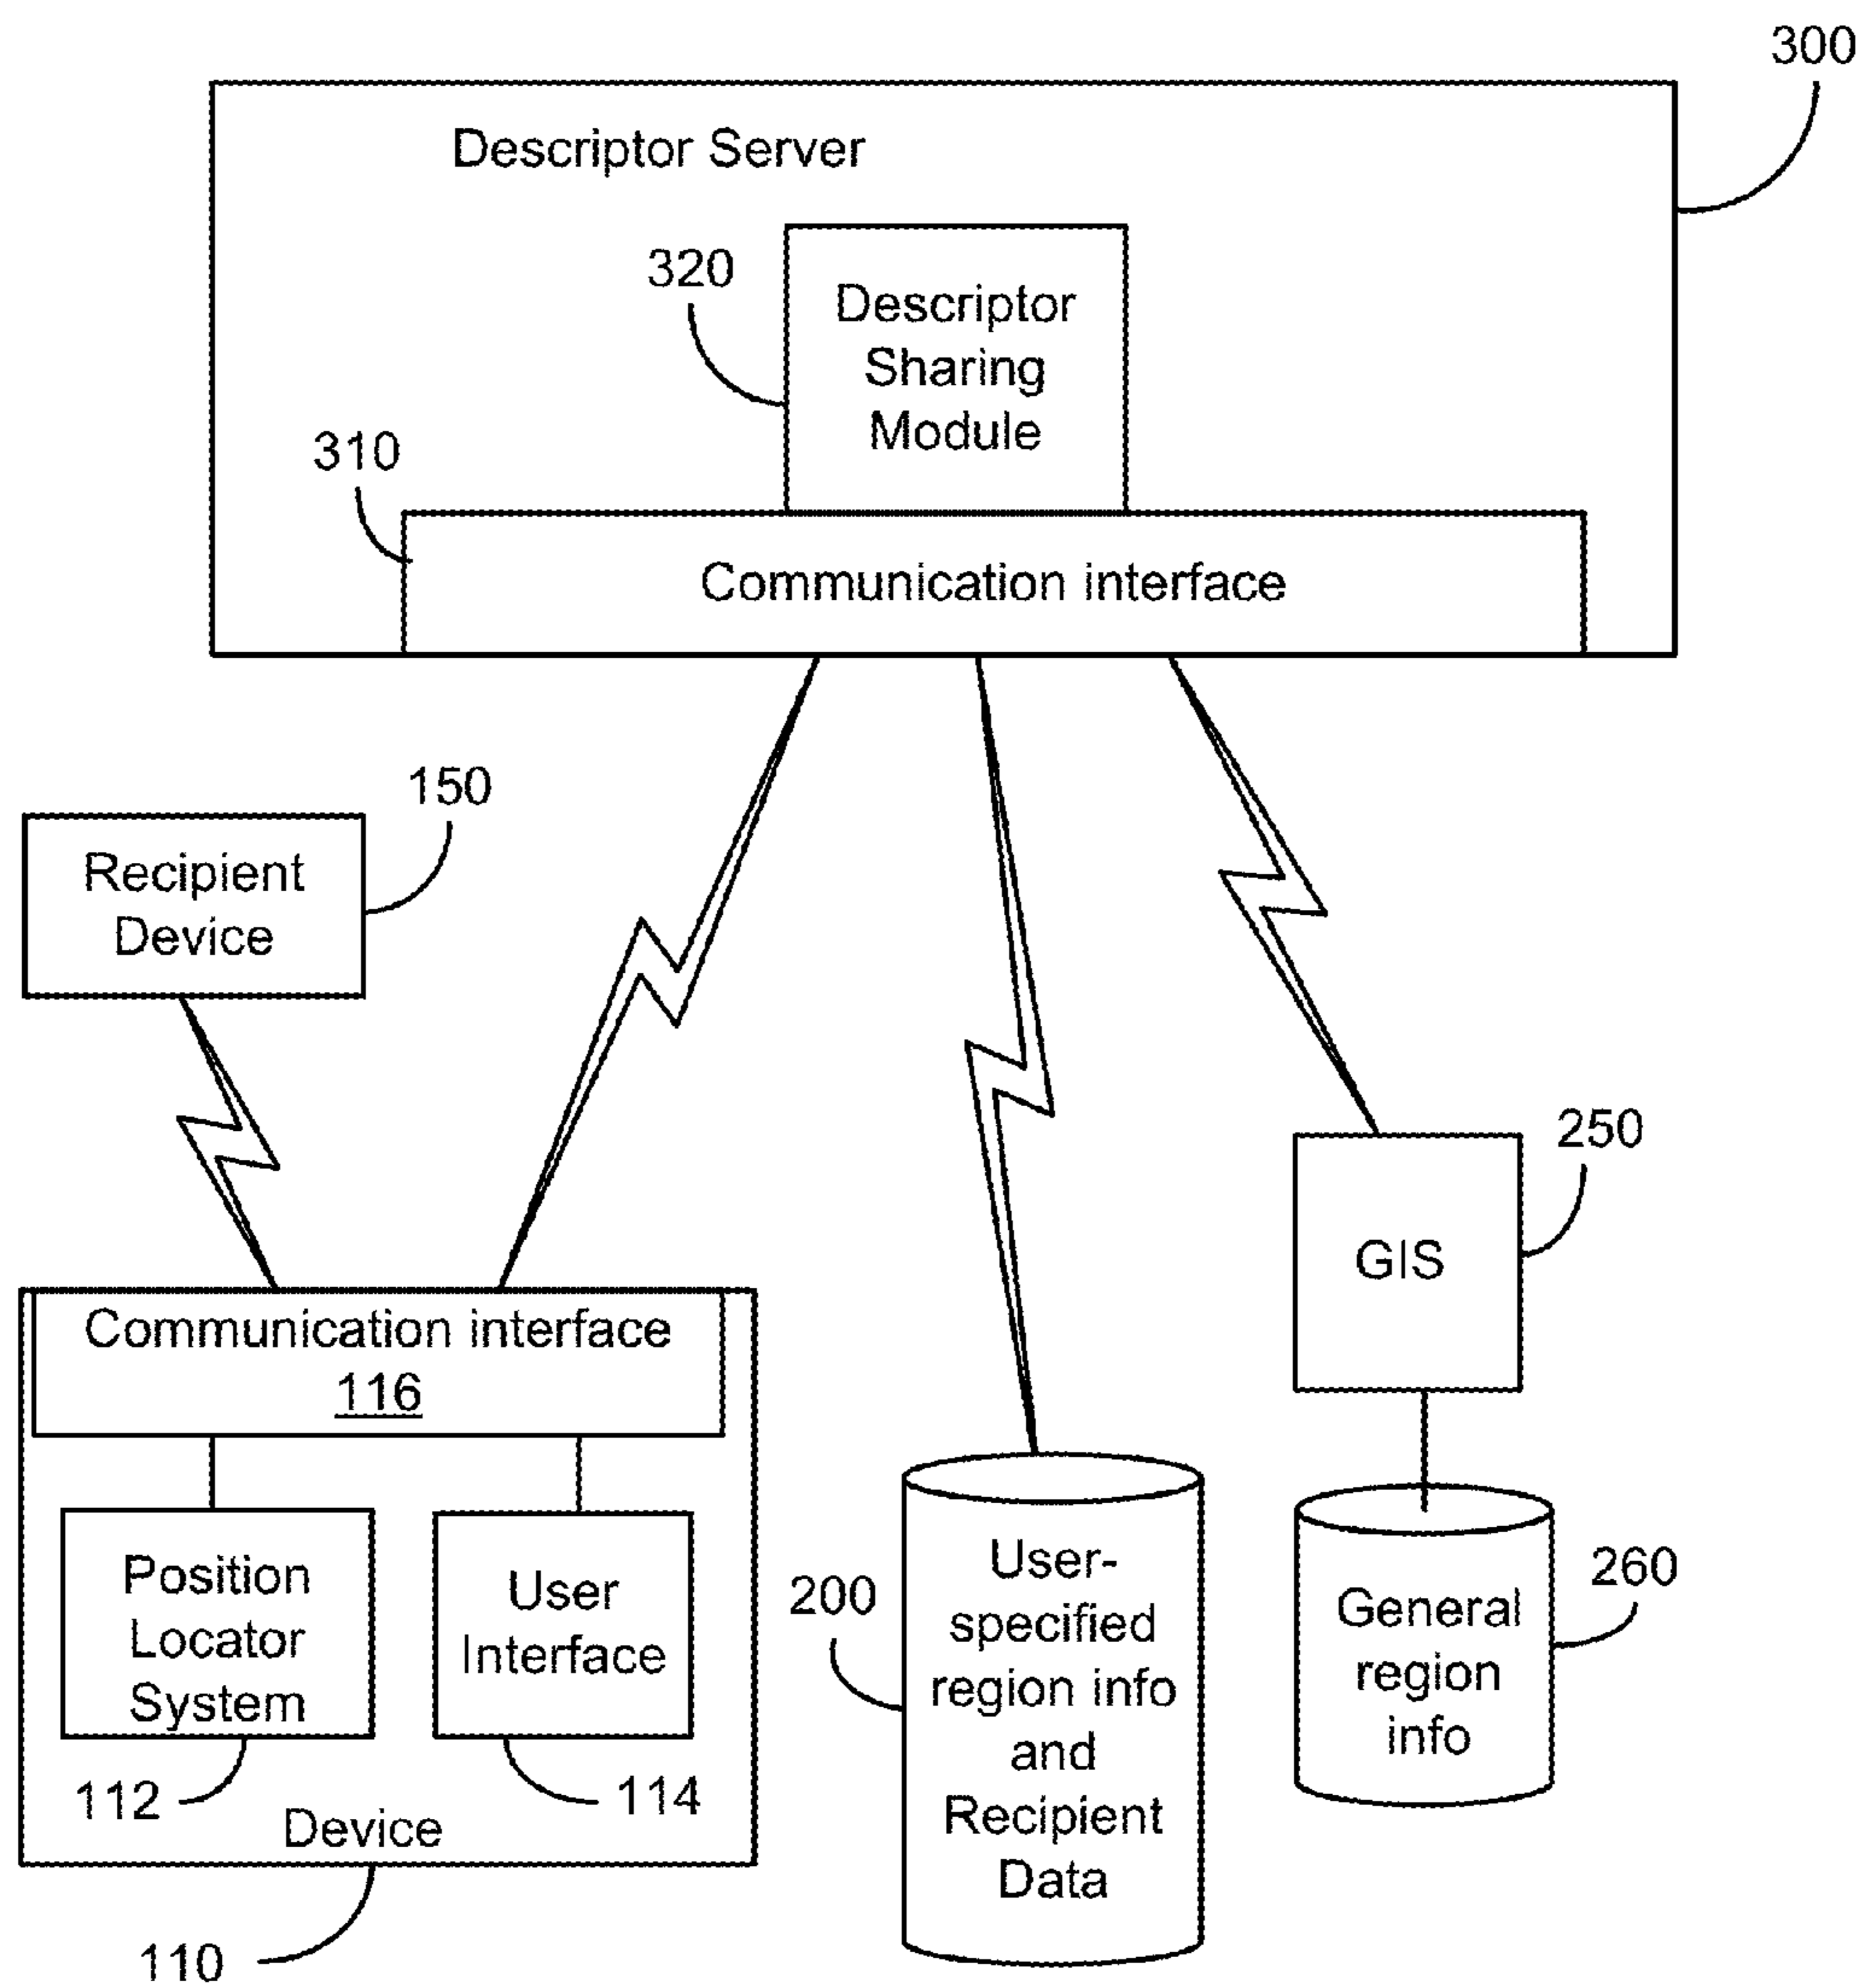 300
Descriptor Server
320
Descriptor
Sharing
Module
310
Communication interface
150
Recipient
Device
250
GIS
Communication interface
116
Position
Locator
System
User
Interface
112
114
Device
110
200
User-
specified
region info
and
Recipient
Data
260
General
region
info